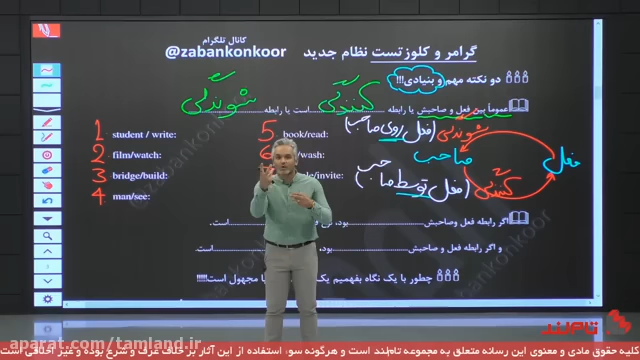 کانال تلگرام
@zabankonkoor
گرامر و کلوزتست نظام جدید
دو نکته مهم و بنیادی!!!
شوندگی
کنندگی
عموماً بین فعل و صاحبش یا رابطه ...... است یا رابطه ......
1 student / write:
2 film/watch:
3 bridge/build:
4 man/see:
5 book/read:
wash:
/invite:
شوندگی (فعل روی صاحب)
صاحب
فعل
کنندگی (فعل توسط صاحب)
اگر رابطه فعل و صاحبش ...... بود، ...... است.
و اگر رابطه فعل و صاحبش ...... بود، ...... است.
چطور با یک نگاه بفهمیم یک ...... یا مجهول است!!!!!
zabankonkoor
تام‌لند
aparat.com/tamland.ir
کلیه حقوق مادی و معنوی این رسانه متعلق به مجموعه تاملند است و هرگونه سوء استفاده از این آثار بر خلاف عرف و شرع بوده و غیر اخلاقی است